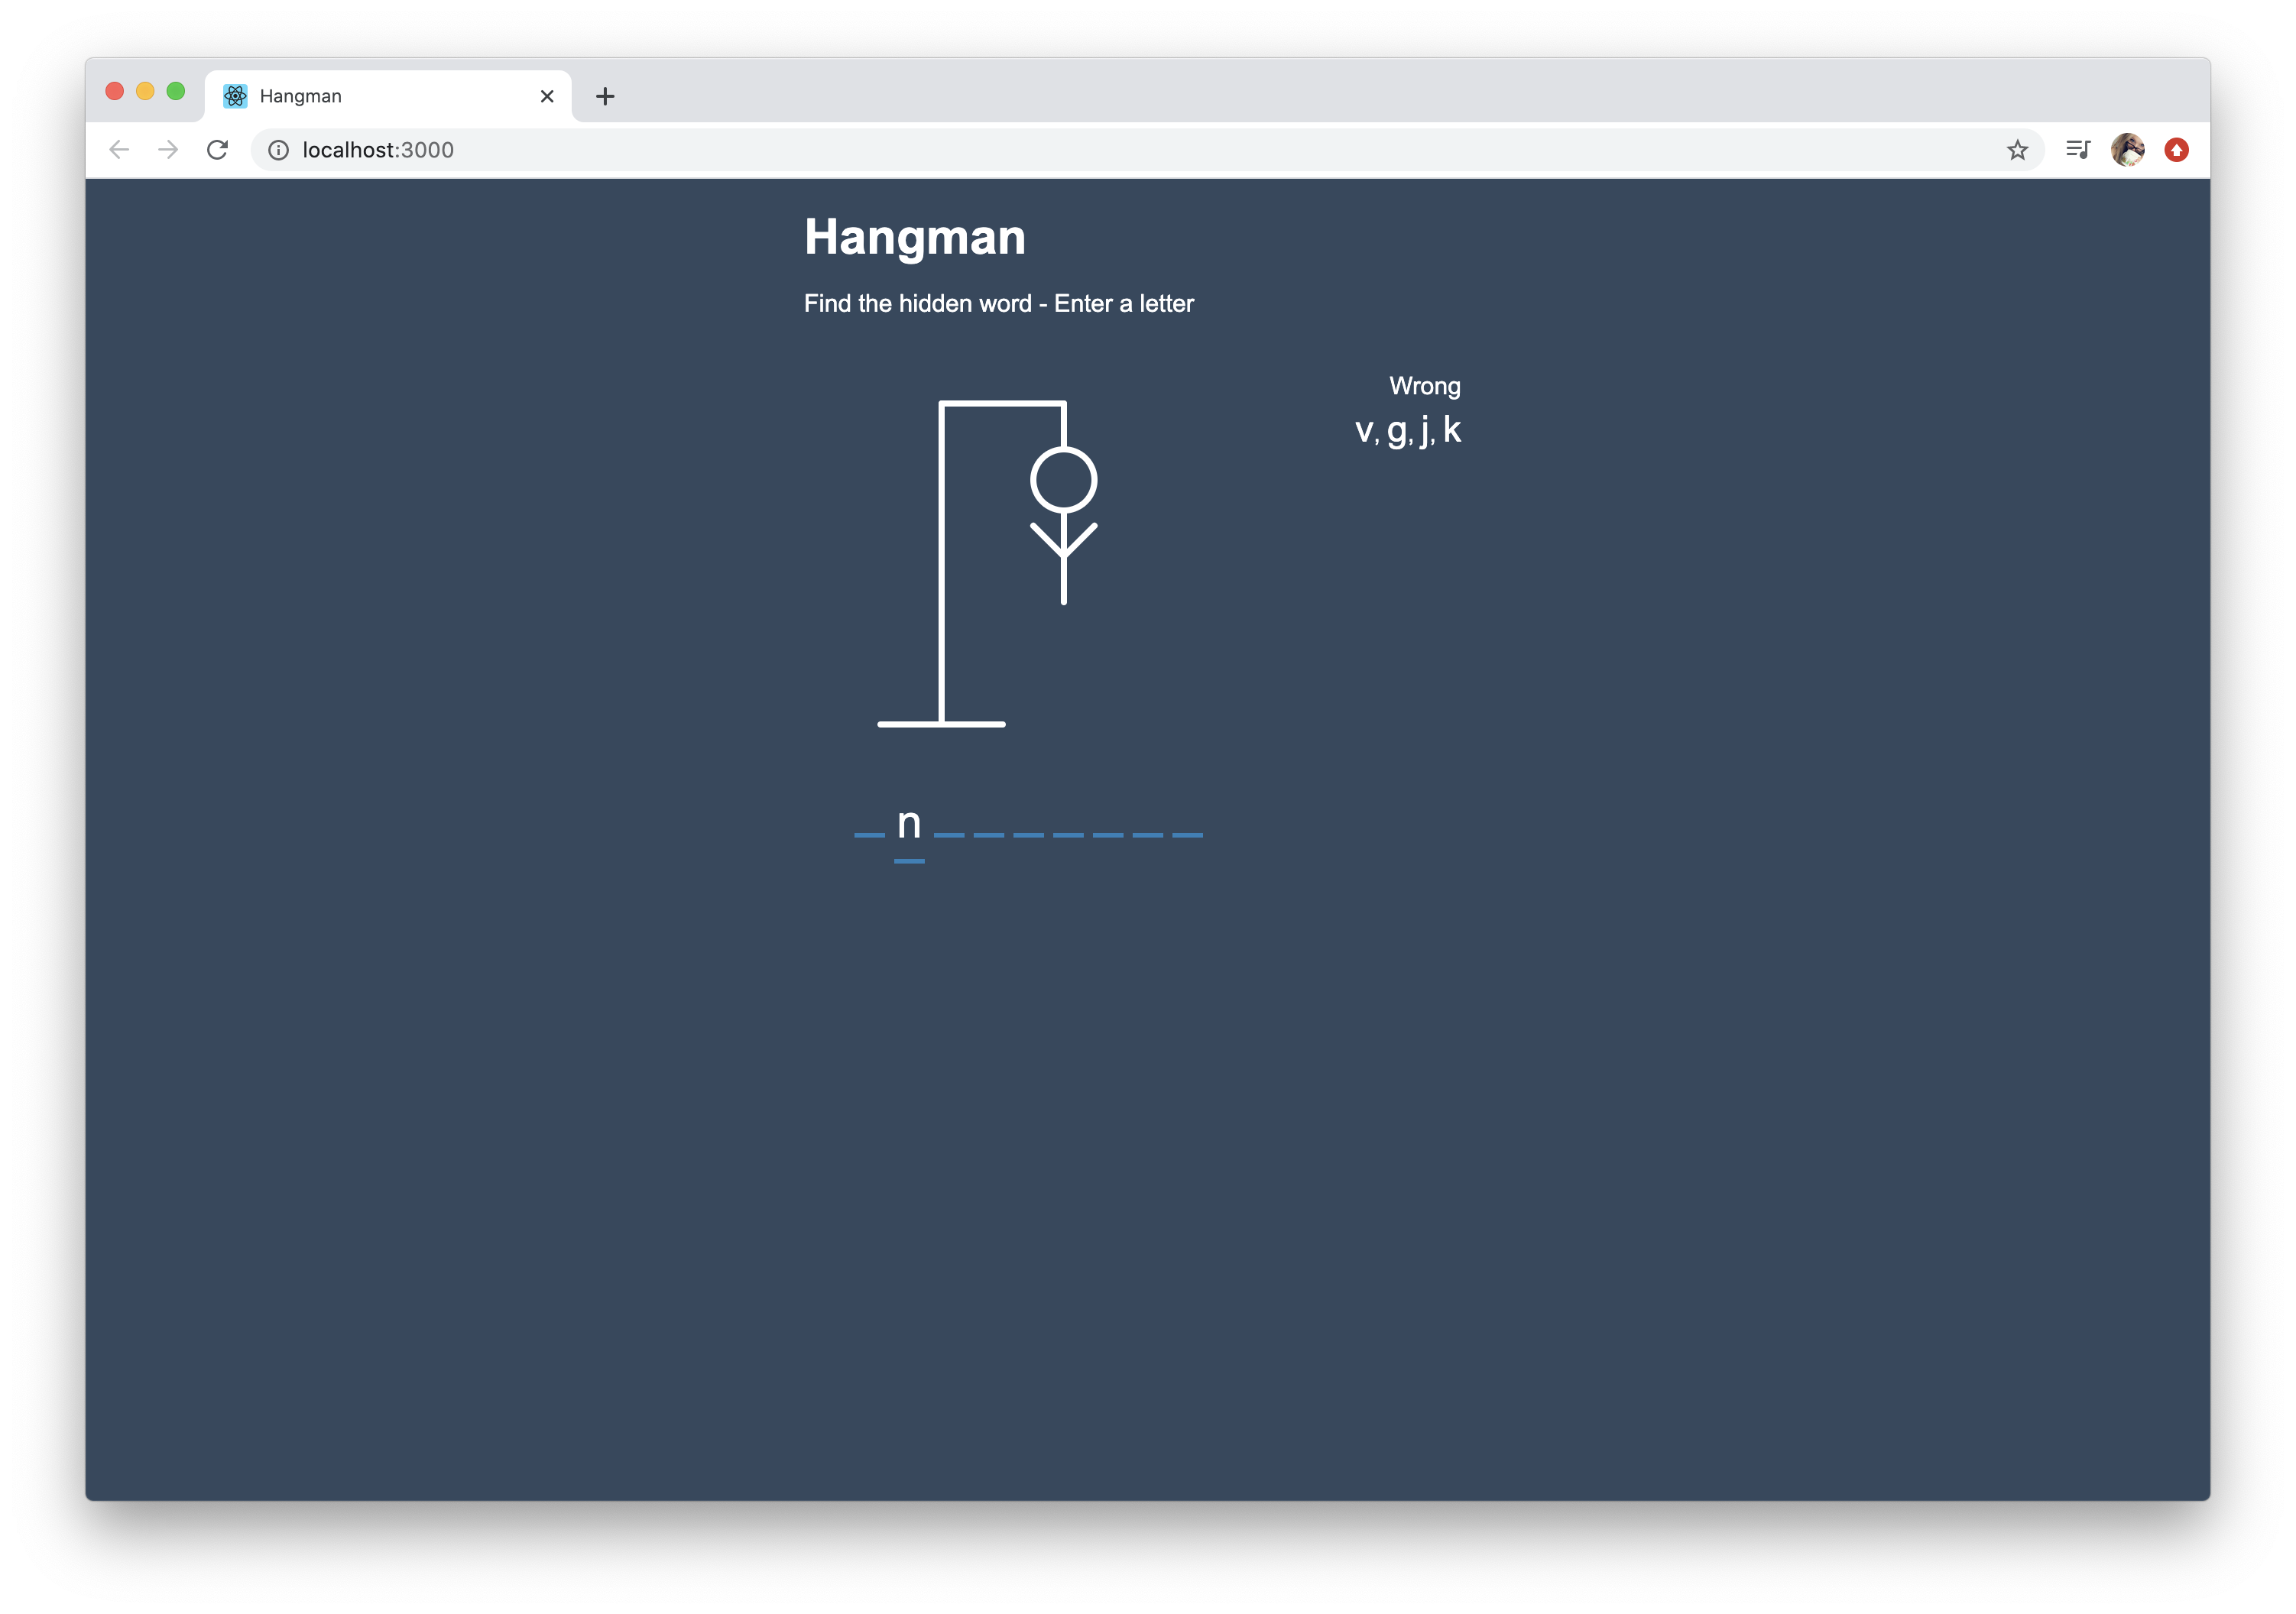 Hangman
localhost:3000
Hangman
Find the hidden word - Enter a letter
Wrong
v, g, j, k
_ n _ _ _ _ _ _ _